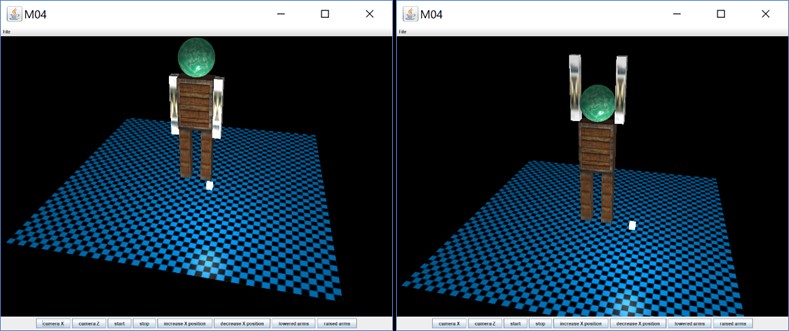 M04
File
camera X camera Z start stop increase X position decrease X position lowered arms raised arms
M04
File
camera X camera Z start stop increase X position decrease X position lowered arms raised arms